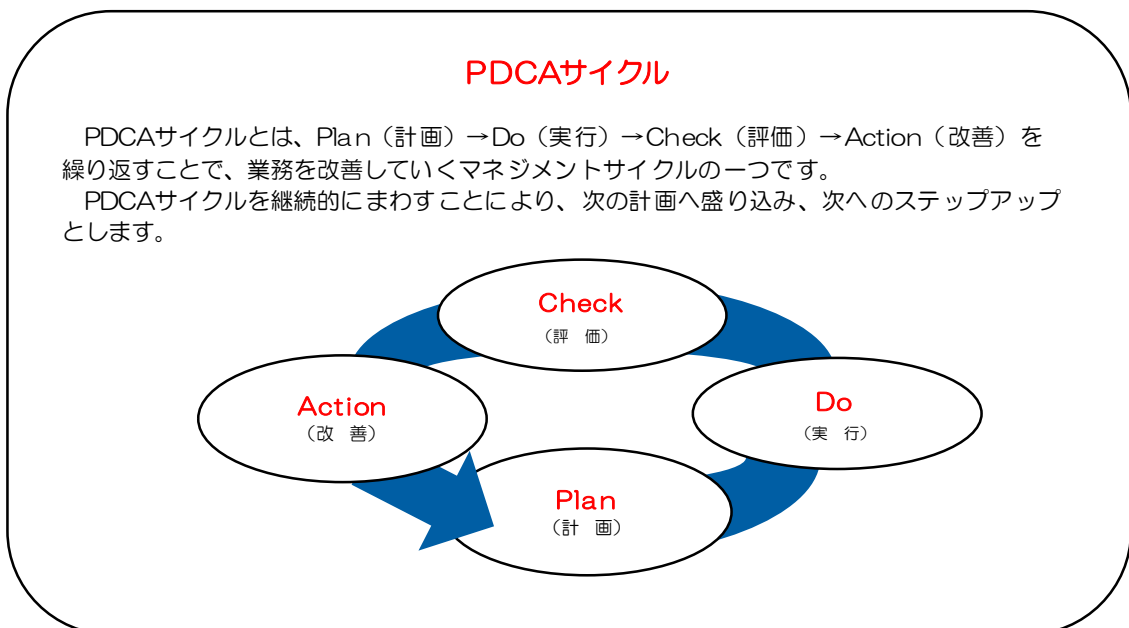 PDCAサイクル
　PDCAサイクルとは、Plan（計画）→Do（実行）→Check（評価）→Action（改善）を
繰り返すことで、業務を改善していくマネジメントサイクルの一つです。
　PDCAサイクルを継続的にまわすことにより、次の計画へ盛り込み、次へのステップアップ
とします。
Check
（評　価）
Action
（改　善）
Do
（実　行）
Plan
（計　画）